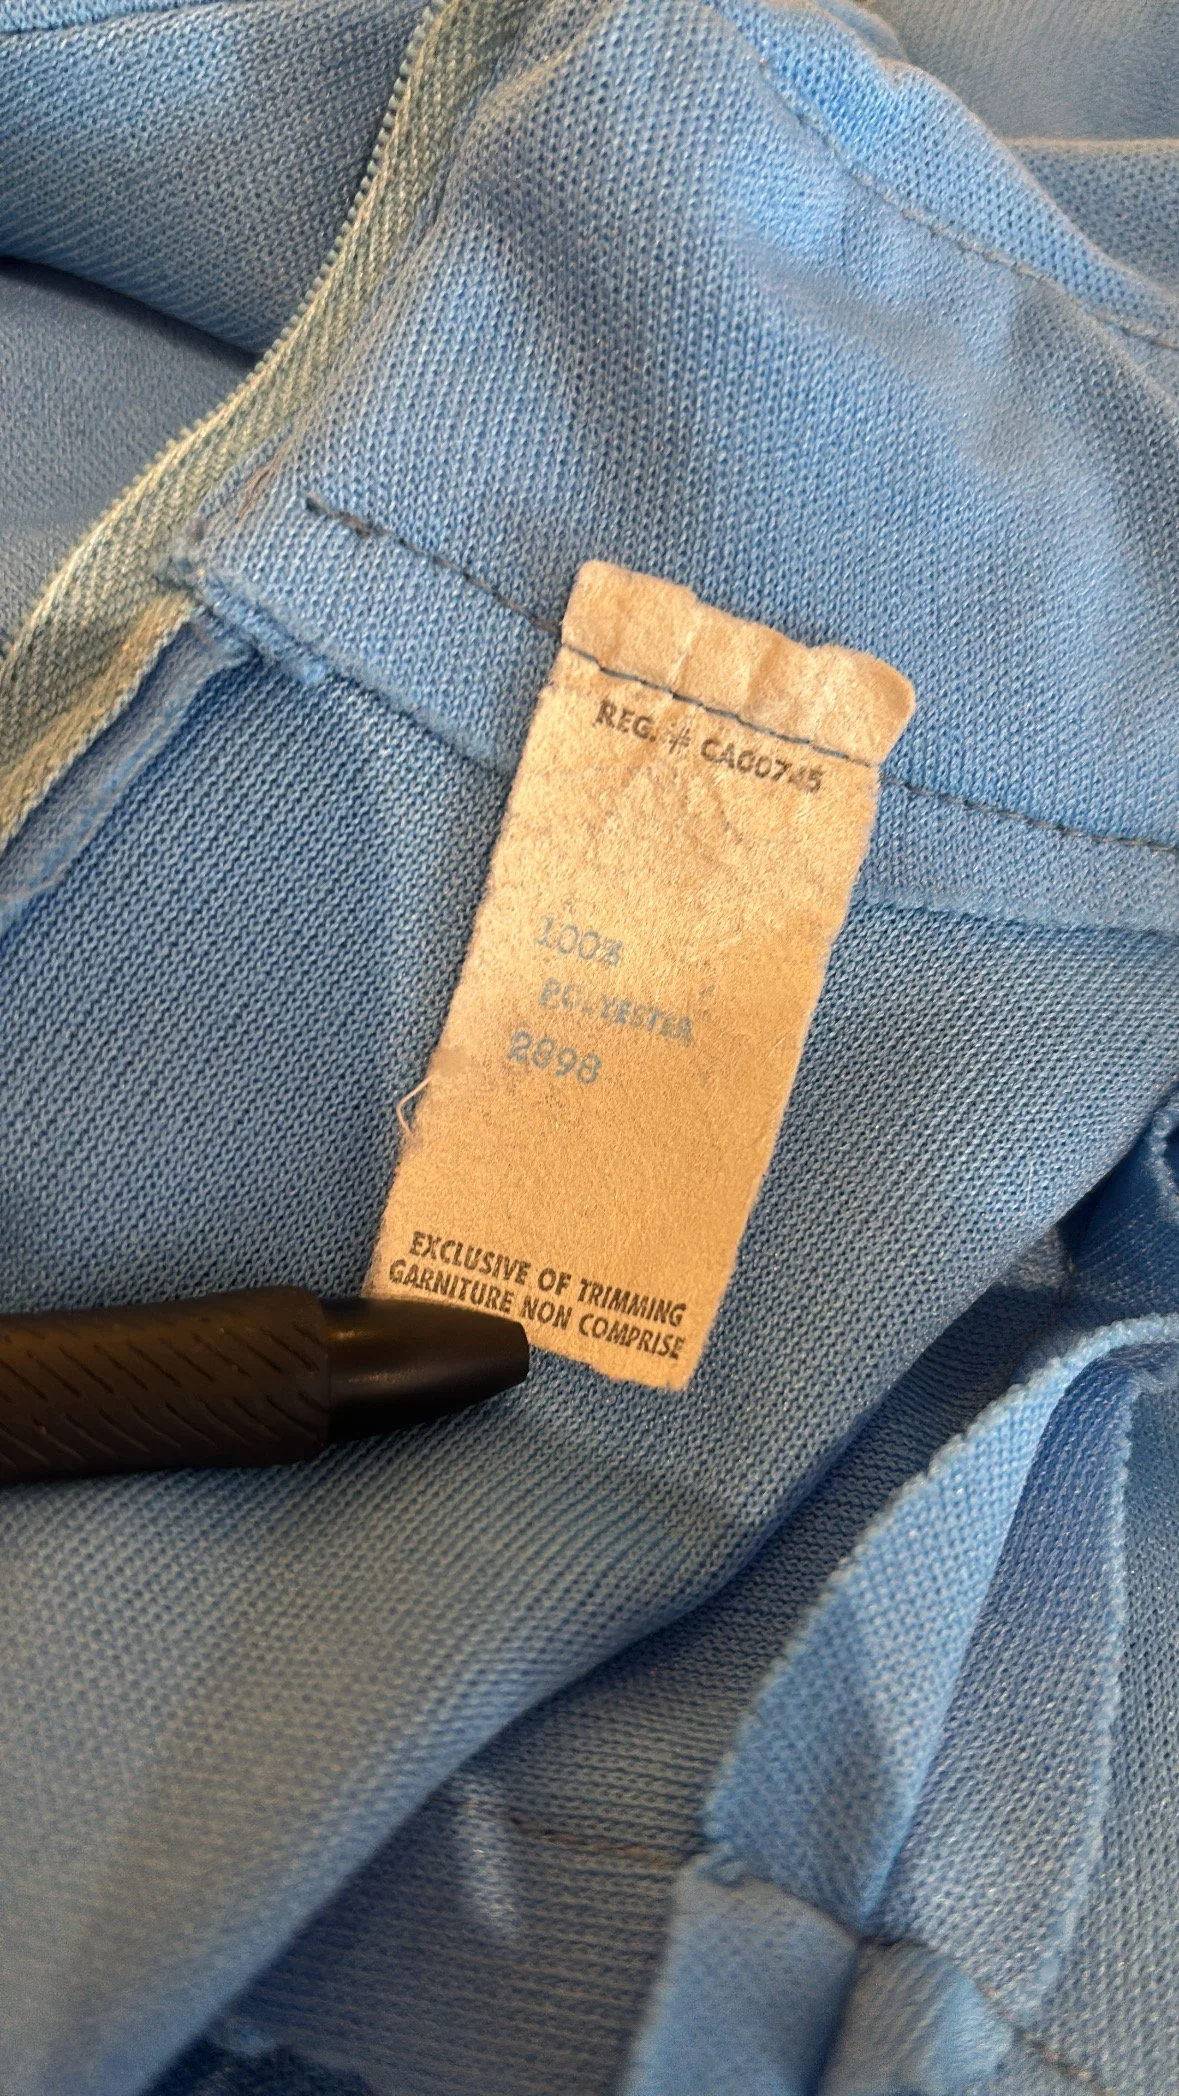 REG. # CA00745
100%
POLYESTER
2898
EXCLUSIVE OF TRIMMING
GARNITURE NON COMPRISE